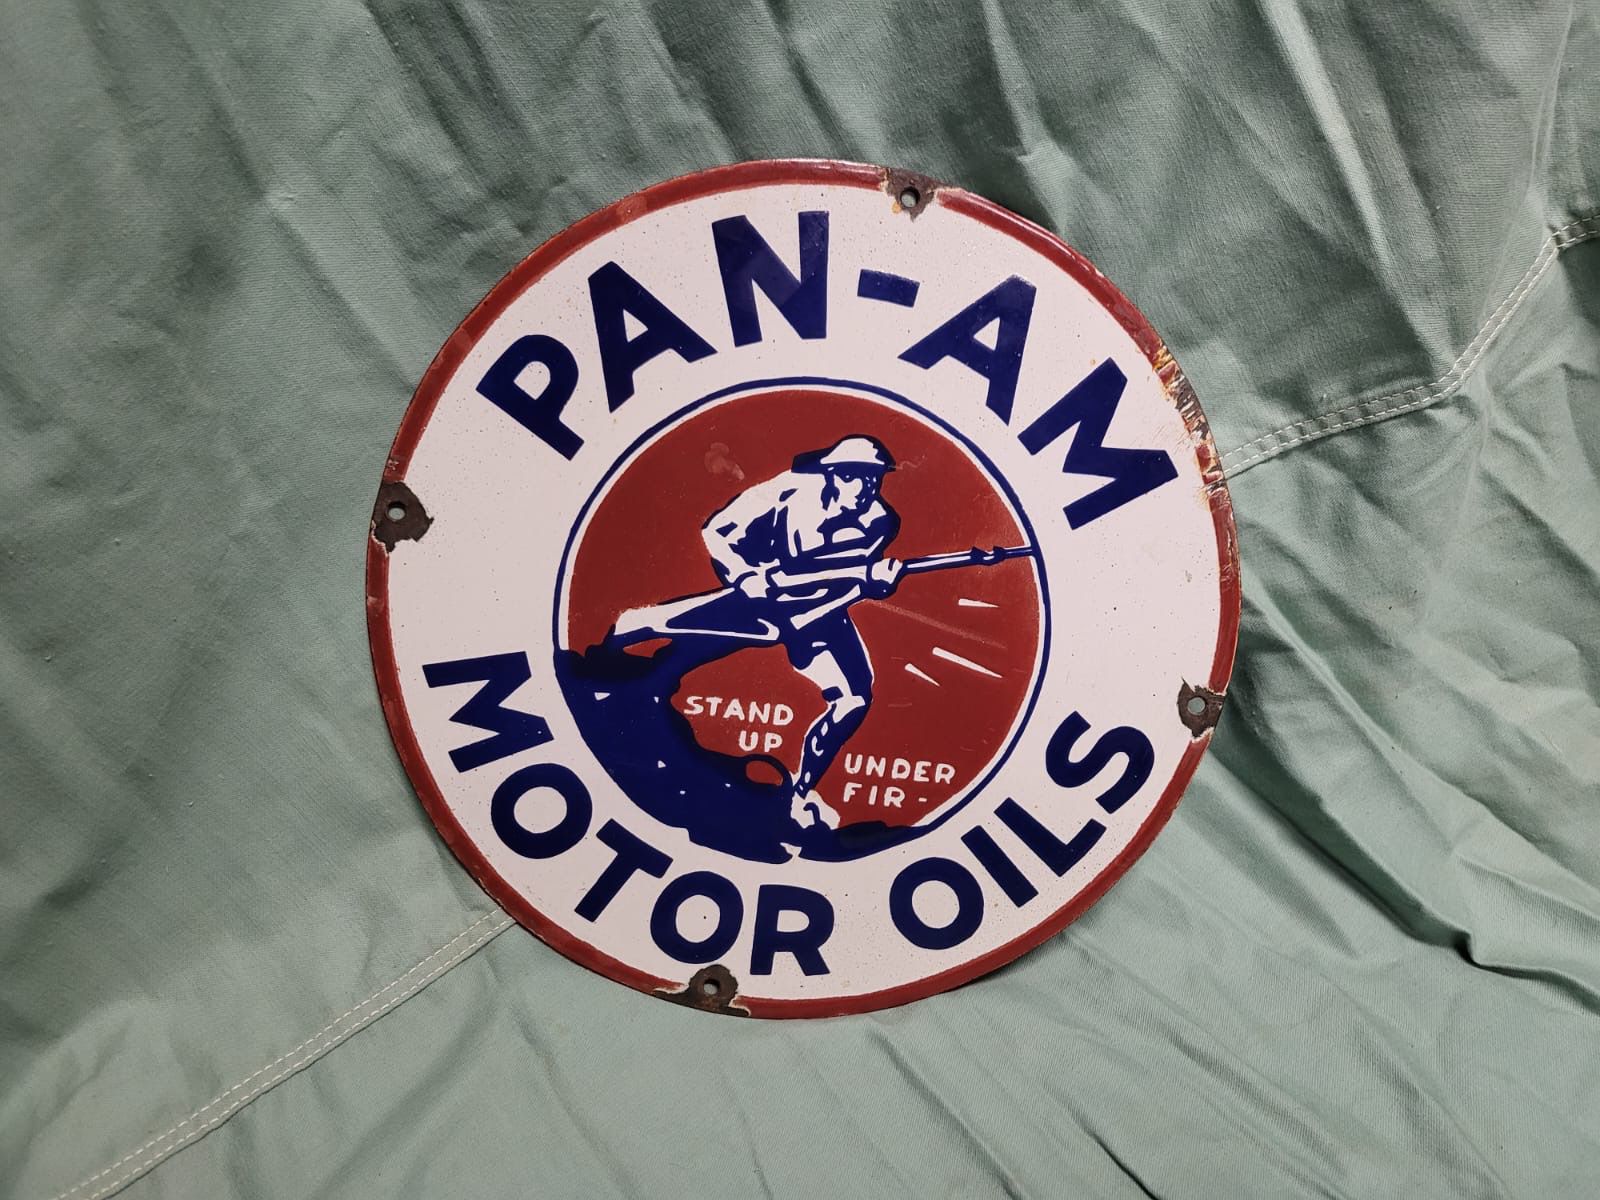 PAN-AM
STAND
UP
UNDER
FIR-
MOTOR OILS